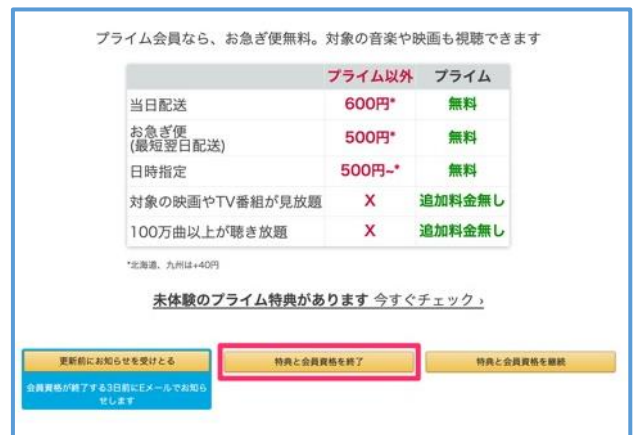 プライム会員なら、お急ぎ便無料。対象の音楽や映画も視聴できます
プライム以外 プライム
当日配送 600円* 無料
お急ぎ便
(最短翌日配送) 500円* 無料
日時指定 500円~* 無料
対象の映画やTV番組が見放題 X 追加料金無し
100万曲以上が聴き放題 X 追加料金無し
*北海道、九州は+40円
未体験のプライム特典があります 今すぐチェック ›
更新前にお知らせを受けとる 特典と会員資格を終了 特典と会員資格を継続
会員資格が終了する3日前にEメールでお知ら
せします